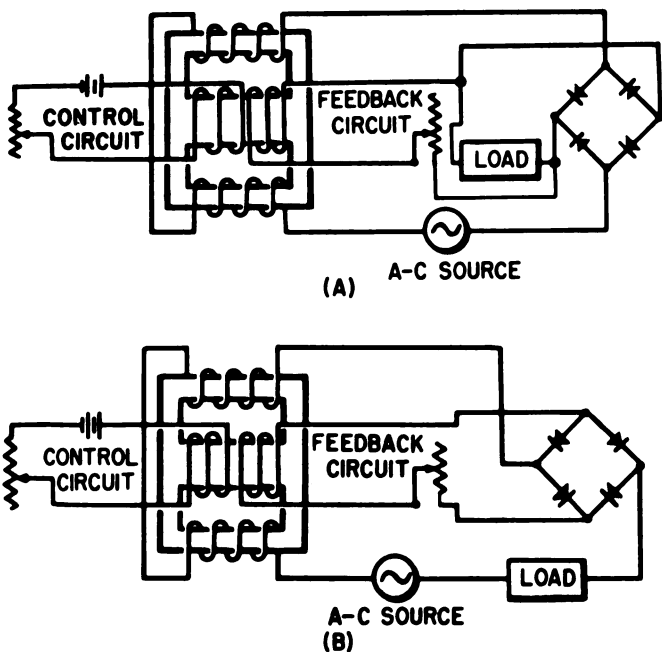 CONTROL
CIRCUIT
FEEDBACK
CIRCUIT
LOAD
A-C SOURCE
(A)
CONTROL
CIRCUIT
FEEDBACK
CIRCUIT
LOAD
A-C SOURCE
(B)